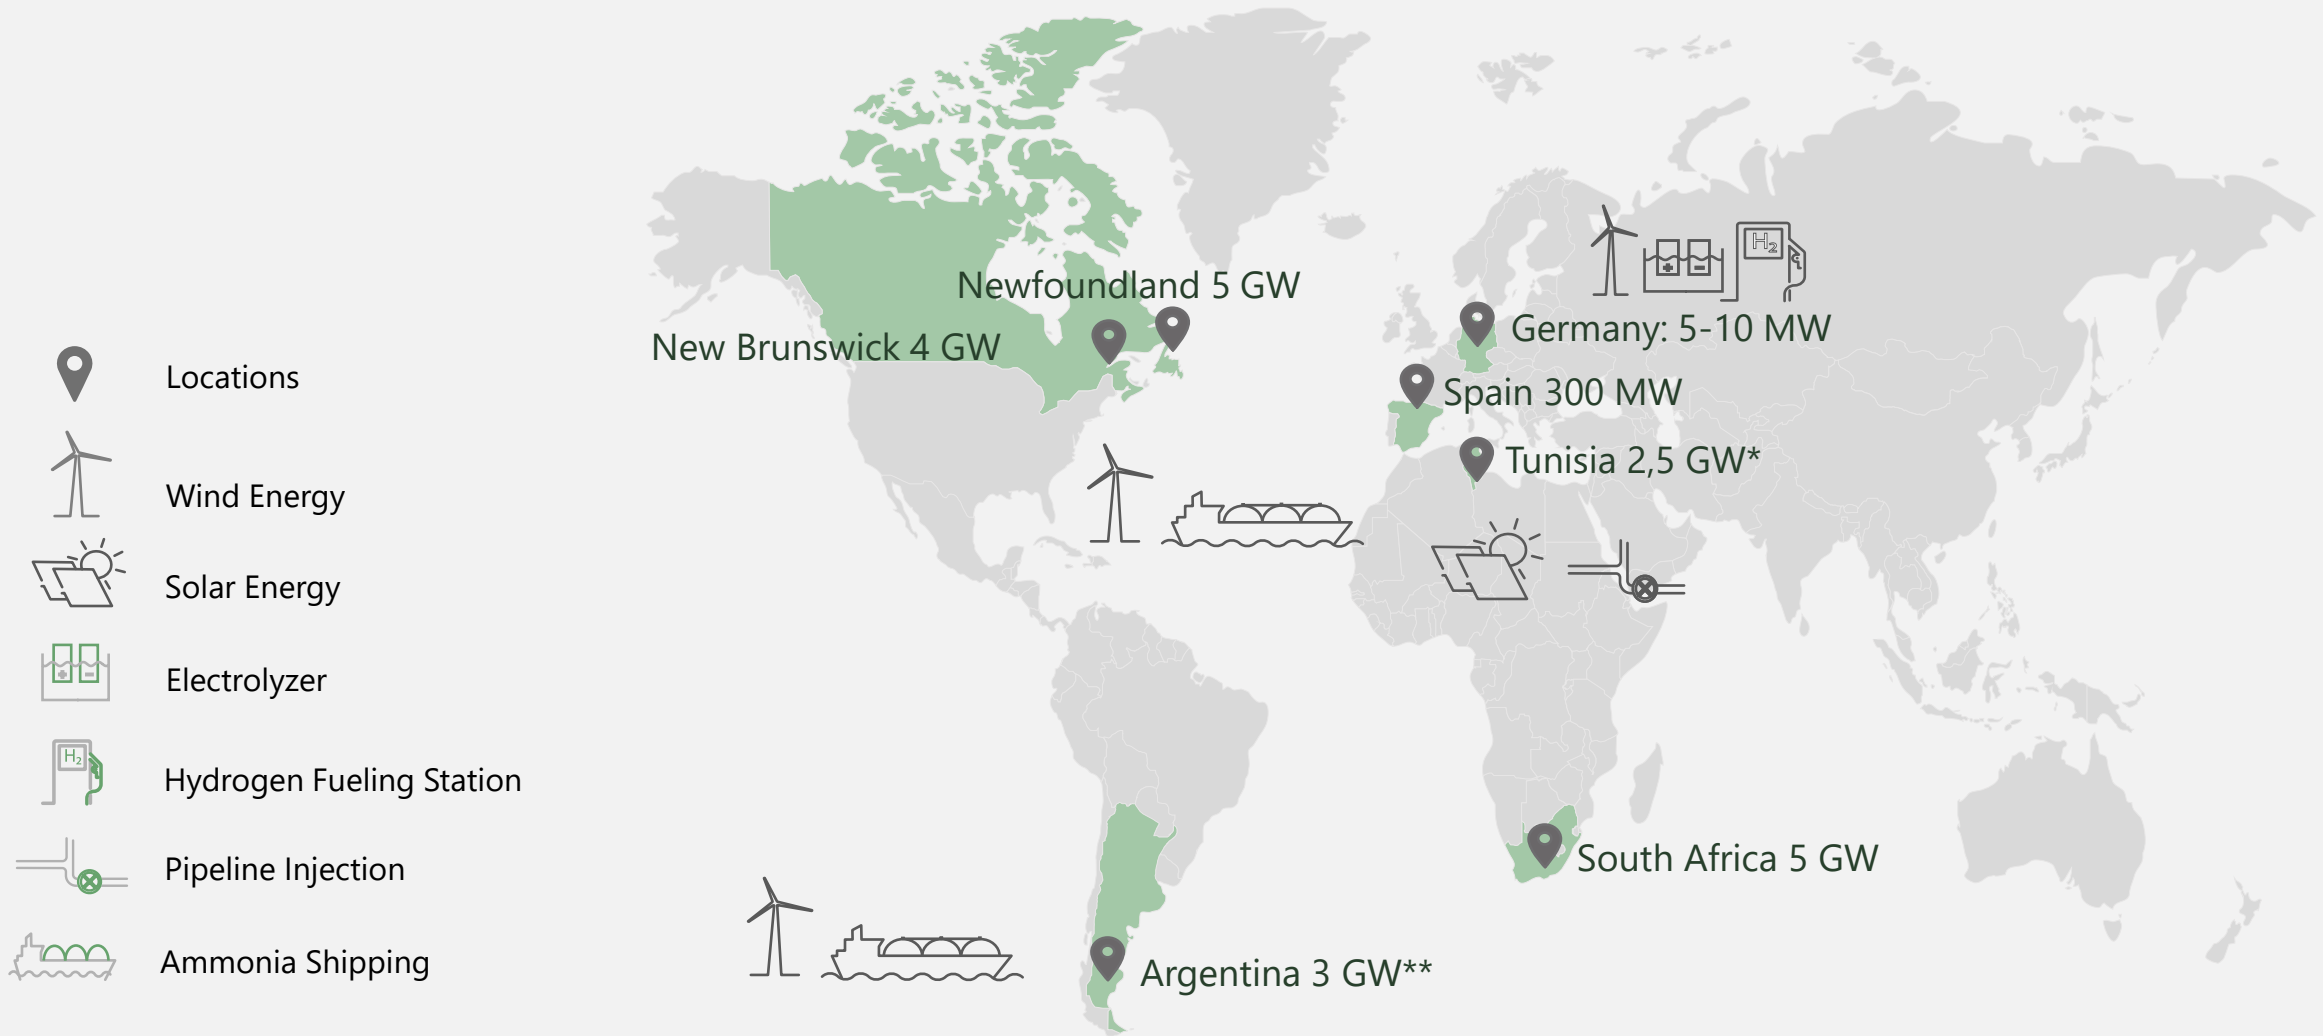 Locations
Wind Energy
Solar Energy
Electrolyzer
H₂
Hydrogen Fueling Station
Pipeline Injection
Ammonia Shipping
Newfoundland 5 GW
New Brunswick 4 GW
H₂
Germany: 5-10 MW
Spain 300 MW
Tunisia 2,5 GW*
South Africa 5 GW
Argentina 3 GW**